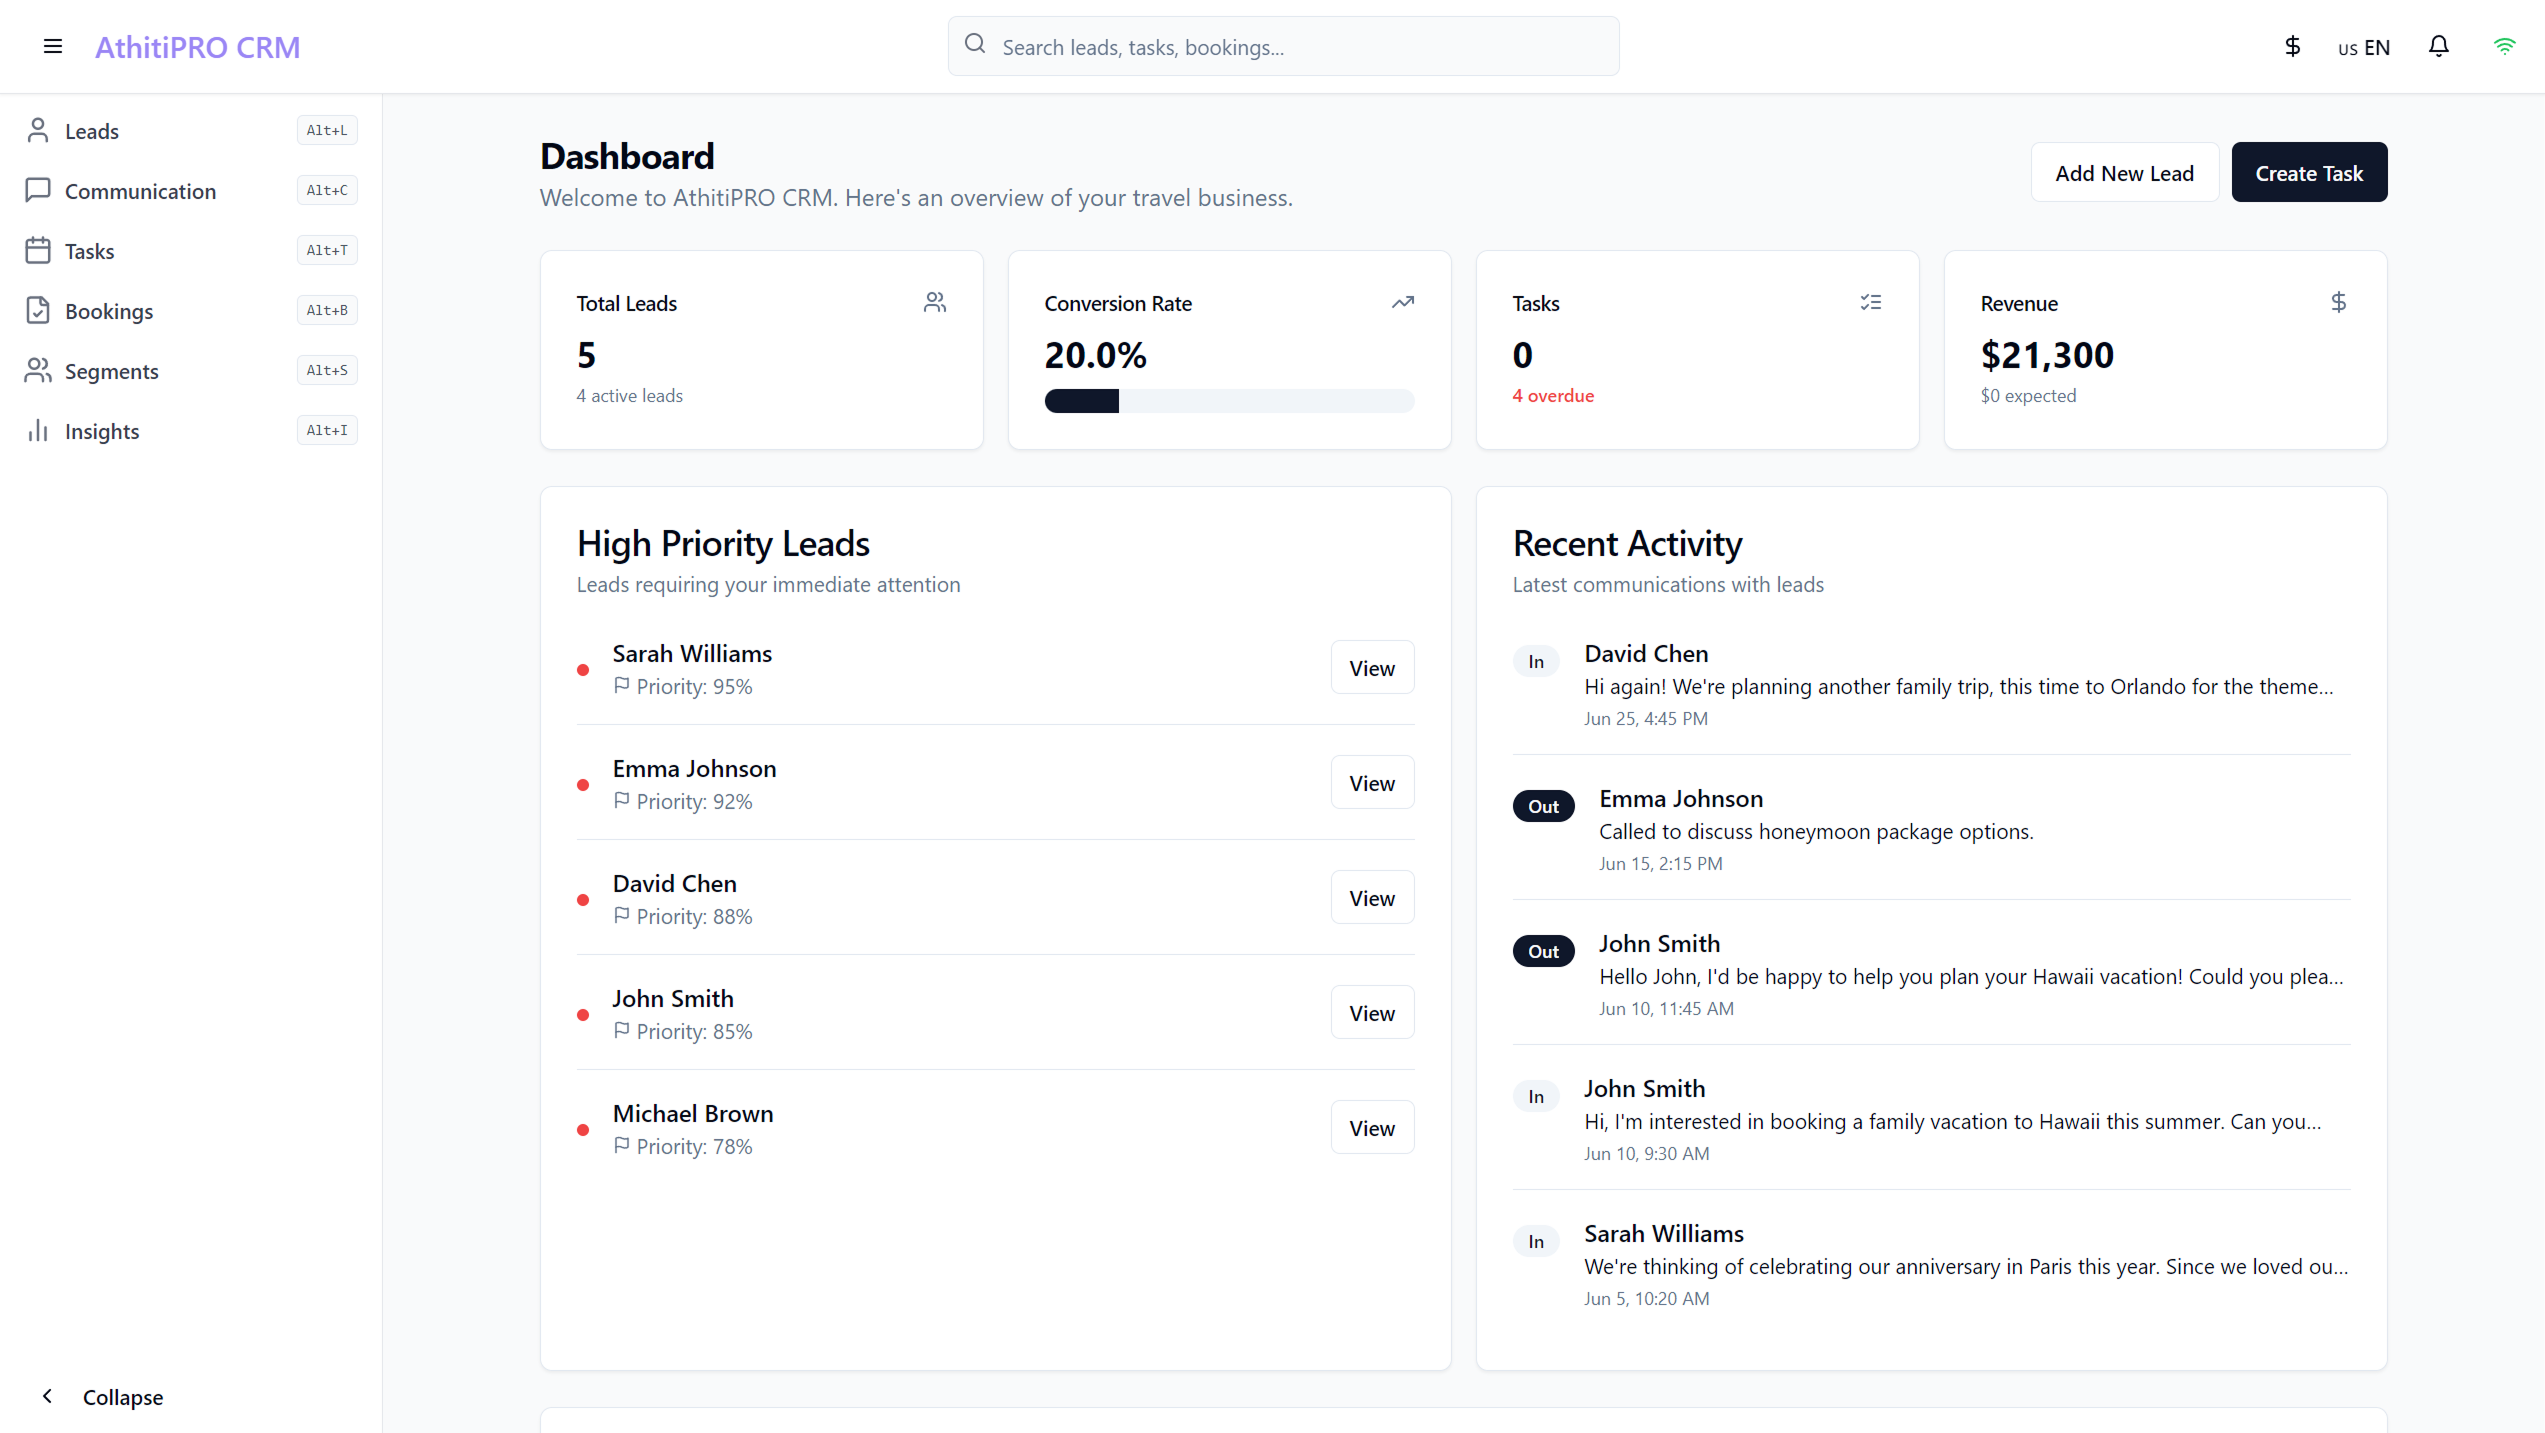 AthitiPRO CRM
Search leads, tasks, bookings...
us EN
Leads
Alt+L
Communication
Alt+C
Tasks
Alt+T
Bookings
Alt+B
Segments
Alt+S
Insights
Alt+I
Collapse
Dashboard
Welcome to AthitiPRO CRM. Here's an overview of your travel business.
Add New Lead
Create Task
Total Leads
5
4 active leads
Conversion Rate
20.0%
Tasks
0
4 overdue
Revenue
$21,300
$0 expected
High Priority Leads
Leads requiring your immediate attention
Sarah Williams
Priority: 95%
View
Emma Johnson
Priority: 92%
View
David Chen
Priority: 88%
View
John Smith
Priority: 85%
View
Michael Brown
Priority: 78%
View
Recent Activity
Latest communications with leads
In
David Chen
Hi again! We're planning another family trip, this time to Orlando for the theme...
Jun 25, 4:45 PM
Out
Emma Johnson
Called to discuss honeymoon package options.
Jun 15, 2:15 PM
Out
John Smith
Hello John, I'd be happy to help you plan your Hawaii vacation! Could you plea...
Jun 10, 11:45 AM
In
John Smith
Hi, I'm interested in booking a family vacation to Hawaii this summer. Can you...
Jun 10, 9:30 AM
In
Sarah Williams
We're thinking of celebrating our anniversary in Paris this year. Since we loved ou...
Jun 5, 10:20 AM